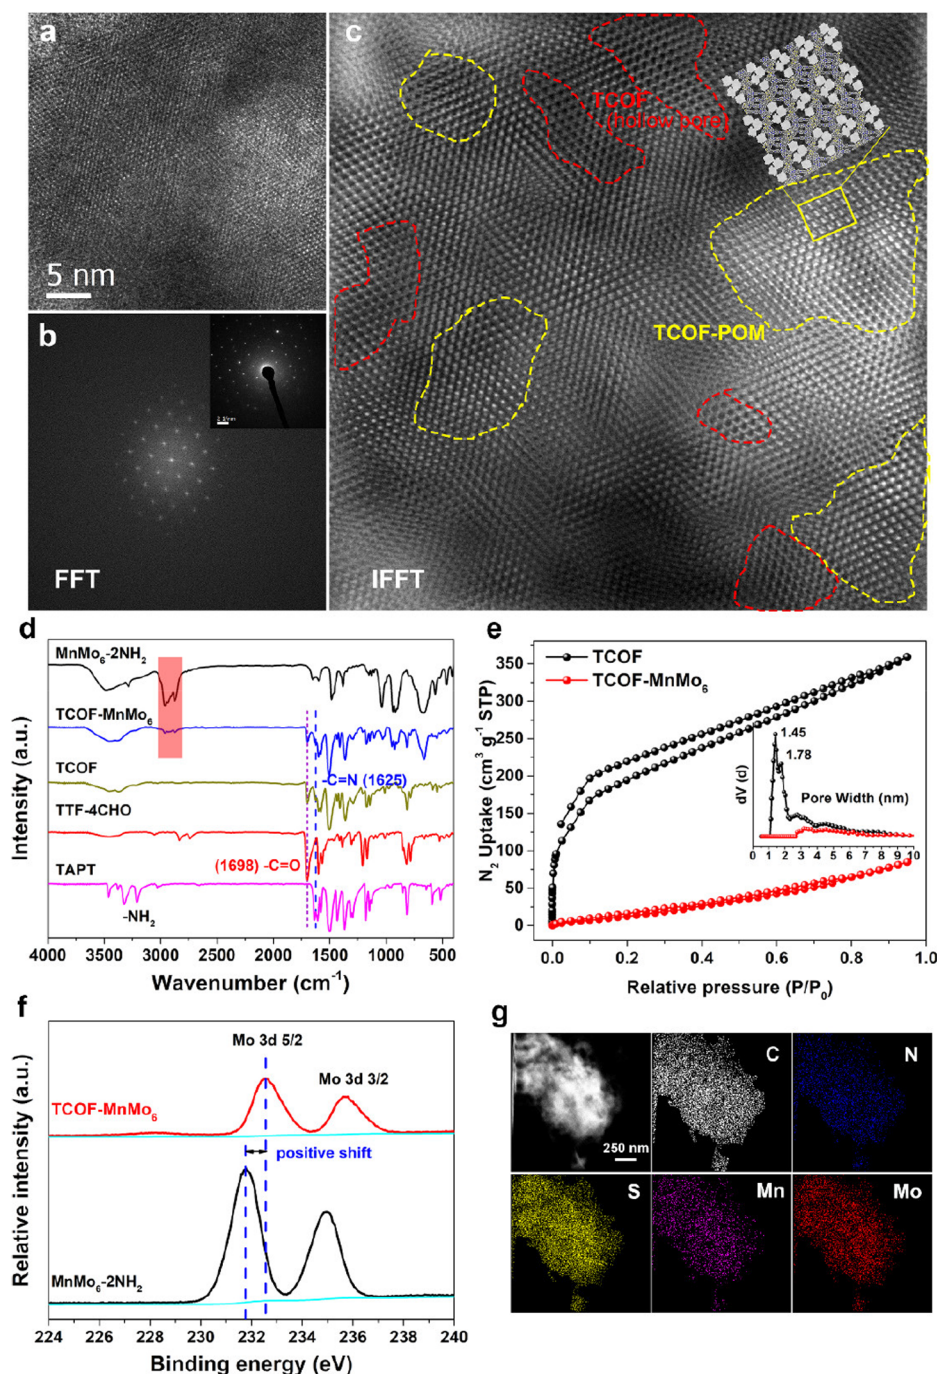 a
5 nm
b
FFT
c
TCOF
(hollow pore)
TCOF-POM
IFFT
d
MnMo₆-2NH₂
TCOF-MnMo₆
-C=N (1625)
TCOF
TTF-4CHO
(1698) -C=O
TAPT
-NH₂
4000 3500 3000 2500 2000 1500 1000 500
Wavenumber (cm⁻¹)
Intensity (a.u.)
e
TCOF
TCOF-MnMo₆
350
300
250
200
150
100
50
0
N₂ Uptake (cm³ g⁻¹ STP)
1.45
1.78
Pore Width (nm)
dV (d)
0 1 2 3 4 5 6 7 8 9 10
0.0 0.2 0.4 0.6 0.8 1.0
Relative pressure (P/P₀)
f
Mo 3d 5/2
Mo 3d 3/2
TCOF-MnMo₆
positive shift
MnMo₆-2NH₂
Relative intensity (a.u.)
224 226 228 230 232 234 236 238 240
Binding energy (eV)
g
250 nm
C
N
S
Mn
Mo